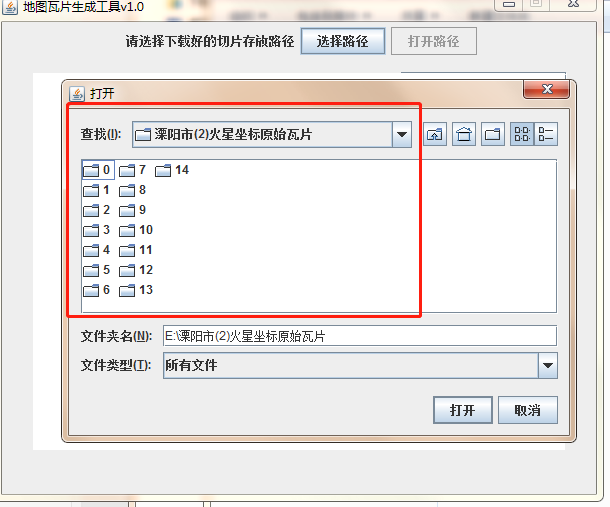 地图瓦片生成工具v1.0
请选择下载好的切片存放路径 选择路径 打开路径
打开
查找(I): 溧阳市(2)火星坐标原始瓦片
0 7 14
1 8
2 9
3 10
4 11
5 12
6 13
文件夹名(N): E:\溧阳市(2)火星坐标原始瓦片
文件类型(T): 所有文件
打开 取消